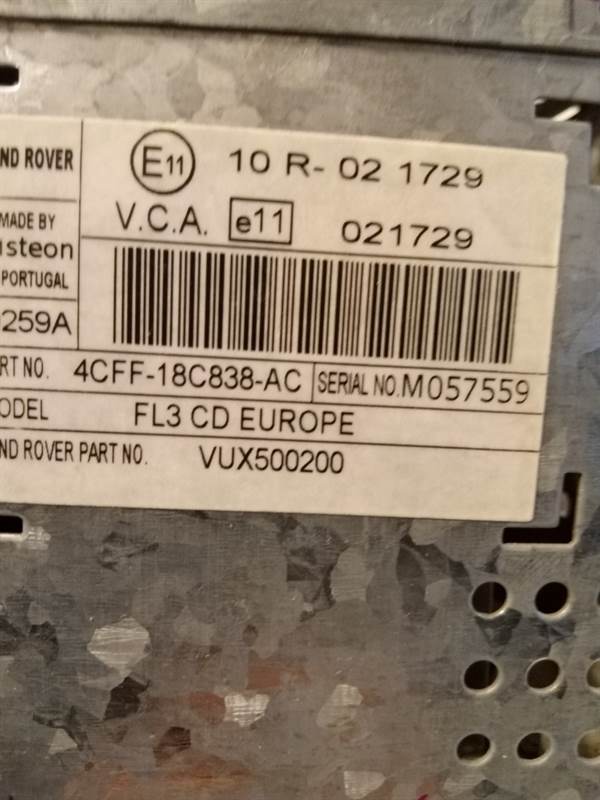 ND ROVER
E11 10 R- 02 1729
MADE BY
V.C.A. e11 021729
isteon
PORTUGAL
259A
RT NO. 4CFF-18C838-AC SERIAL NO. M057559
ODEL FL3 CD EUROPE
ND ROVER PART NO. VUX500200